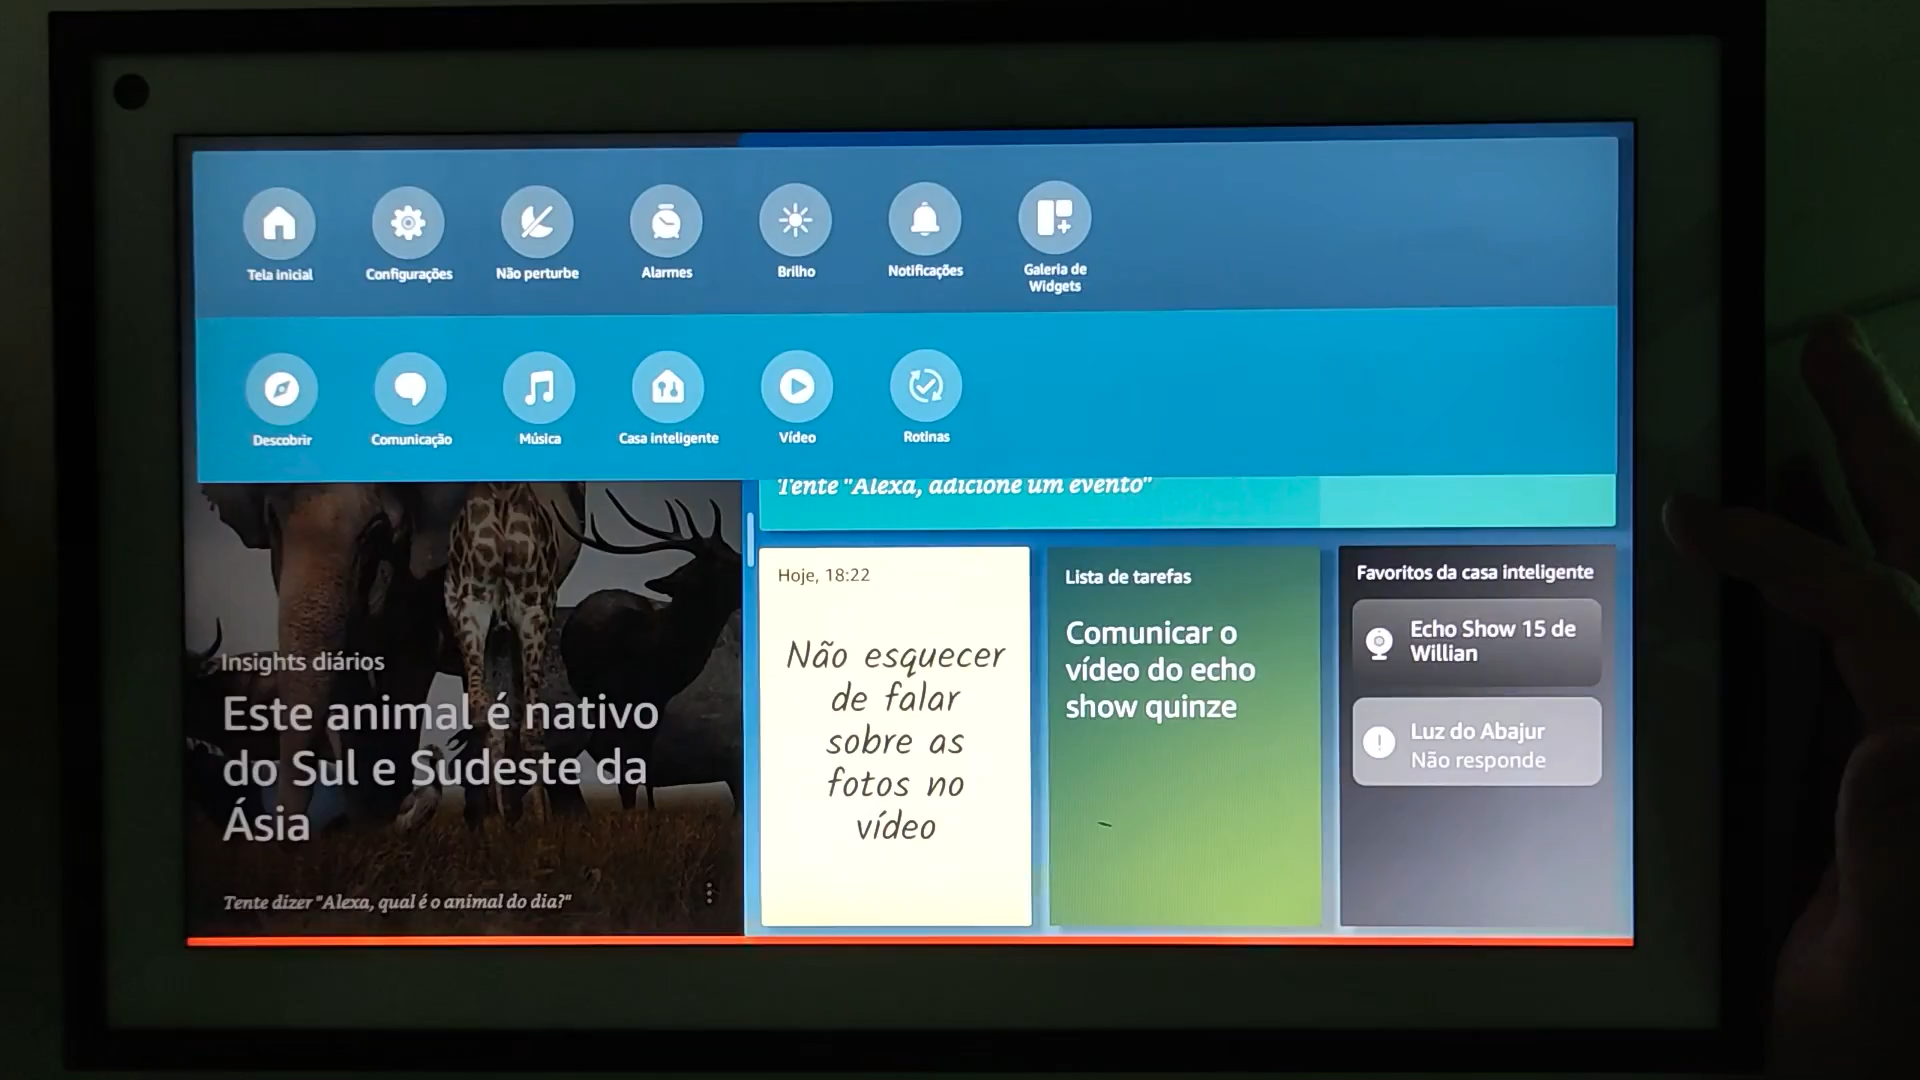 Tela inicial
Configurações
Não perturbe
Alarmes
Brilho
Notificações
Galeria de
Widgets
Descobrir
Comunicação
Música
Casa inteligente
Vídeo
Rotinas
Tente "Alexa, adicione um evento"
Insights diários
Este animal é nativo
do Sul e Sudeste da
Ásia
Tente dizer "Alexa, qual é o animal do dia?"
Hoje, 18:22
Não esquecer
de falar
sobre as
fotos no
vídeo
Lista de tarefas
Comunicar o
vídeo do echo
show quinze
Favoritos da casa inteligente
Echo Show 15 de
Willian
Luz do Abajur
Não responde